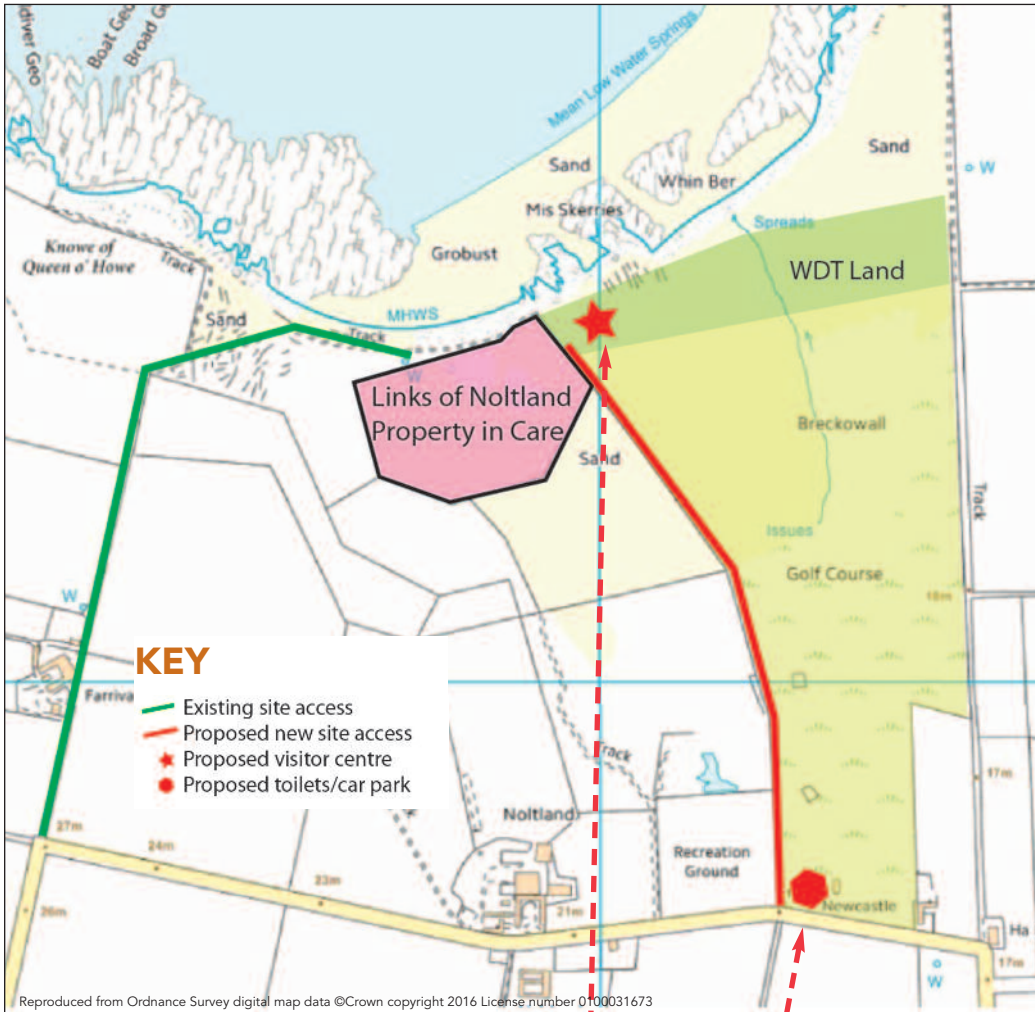 Boat Geo
Mean Low Water Springs
Sand
Sand
W
Whin Ber
Mis Skerries
Spreads
Knowe of
Queen o' Howe
Track
Grobust
WDT Land
Sand
MHWS
Track
W
Links of Noltland
Property in Care
Breckowall
Sand
Track
Issues
Golf Course
18m
W
KEY
Farriva
Existing site access
Proposed new site access
Proposed visitor centre
Proposed toilets/car park
Track
17m
Noltland
27m
24m
Recreation
Ground
23m
26m
21m
Newcastle
Ha
17m
W
Reproduced from Ordnance Survey digital map data ©Crown copyright 2016 License number 0100031673